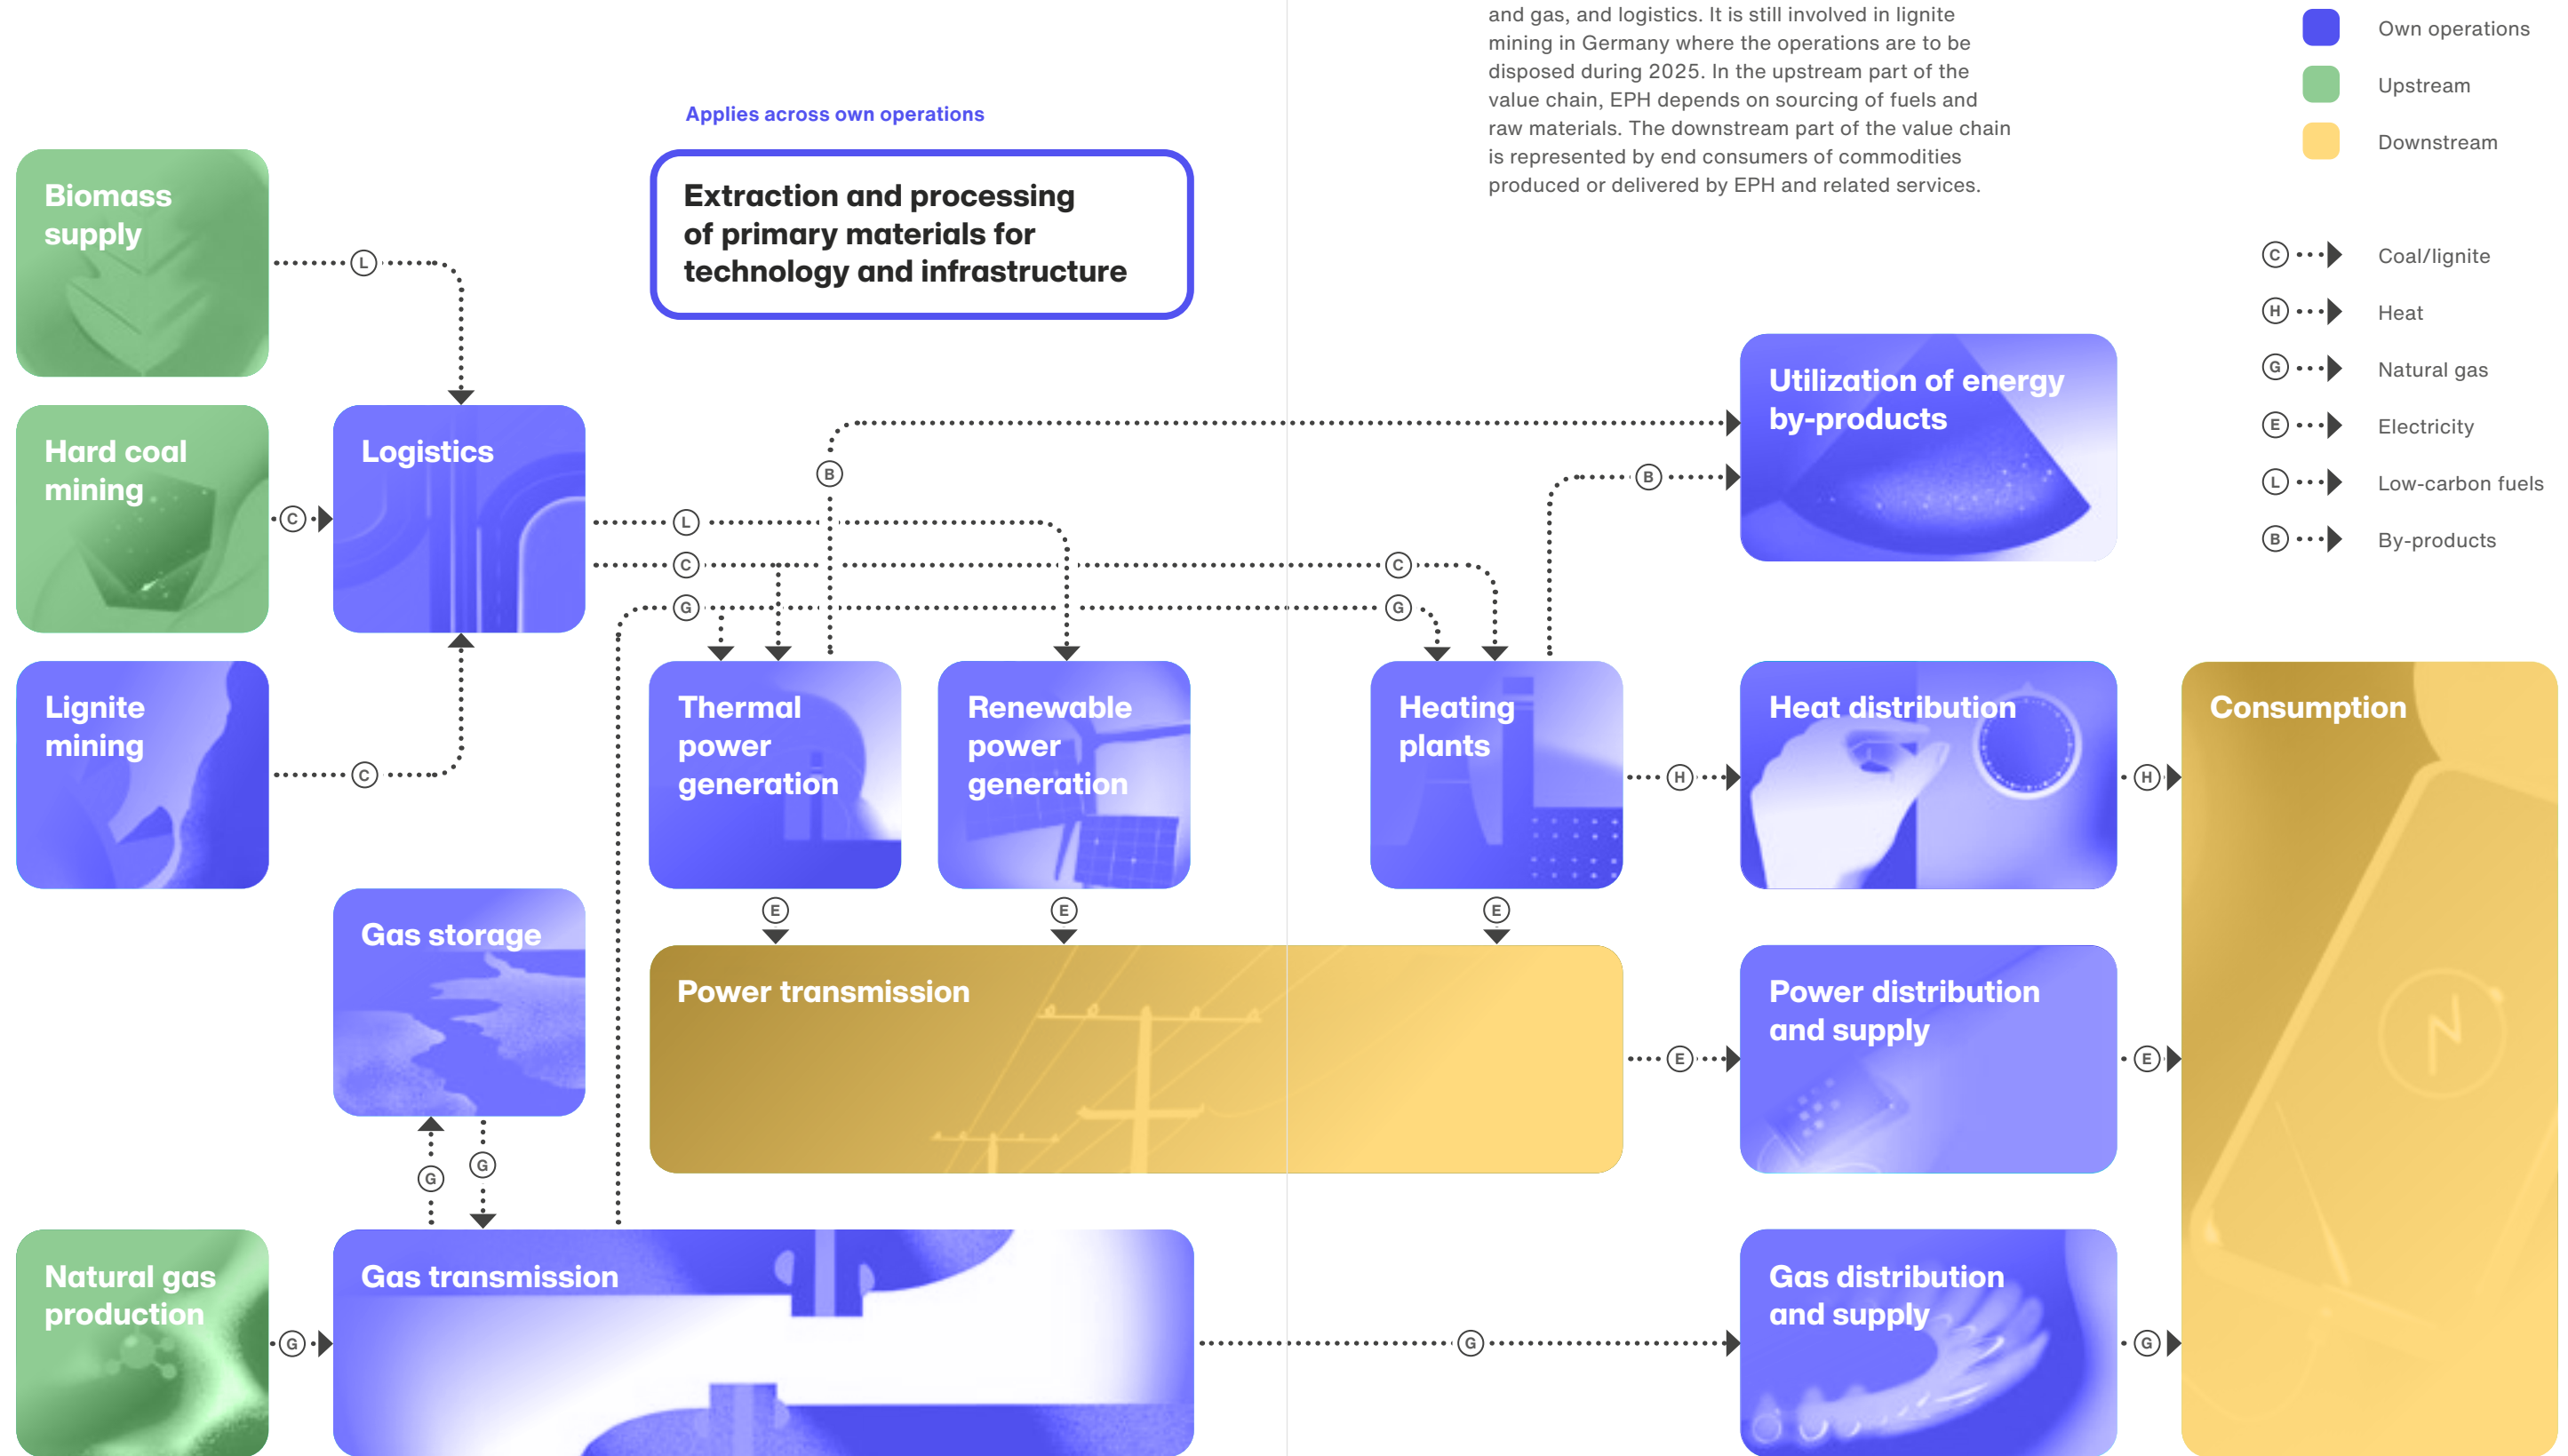 and gas, and logistics. It is still involved in lignite
mining in Germany where the operations are to be
disposed during 2025. In the upstream part of the
value chain, EPH depends on sourcing of fuels and
raw materials. The downstream part of the value chain
is represented by end consumers of commodities
produced or delivered by EPH and related services.
Own operations
Upstream
Downstream
C
Coal/lignite
H
Heat
G
Natural gas
E
Electricity
L
Low-carbon fuels
B
By-products
Applies across own operations
Extraction and processing
of primary materials for
technology and infrastructure
Biomass
supply
L
Hard coal
mining
C
Logistics
Lignite
mining
C
L
C
G
B
C
G
B
Utilization of energy
by-products
Thermal
power
generation
Renewable
power
generation
Heating
plants
H
Heat distribution
H
Consumption
E
E
E
Gas storage
Power transmission
E
Power distribution
and supply
E
G
G
Natural gas
production
G
Gas transmission
G
Gas distribution
and supply
G